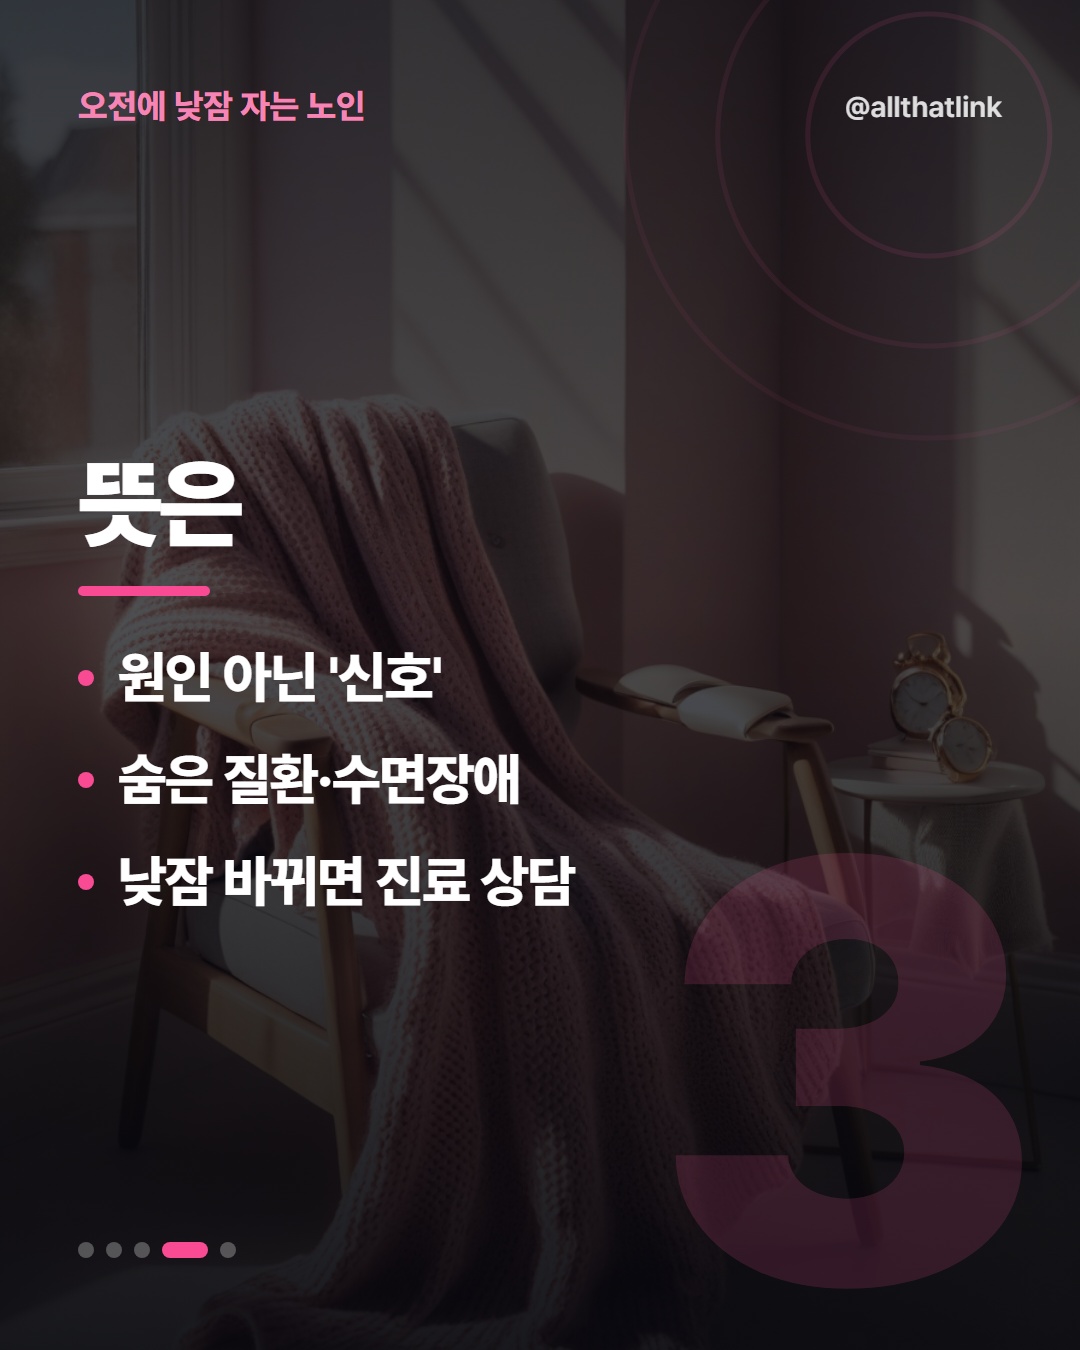 오전에 낮잠 자는 노인
@allthatlink
뜻은
원인 아닌 '신호'
숨은 질환·수면장애
낮잠 바뀌면 진료 상담
3